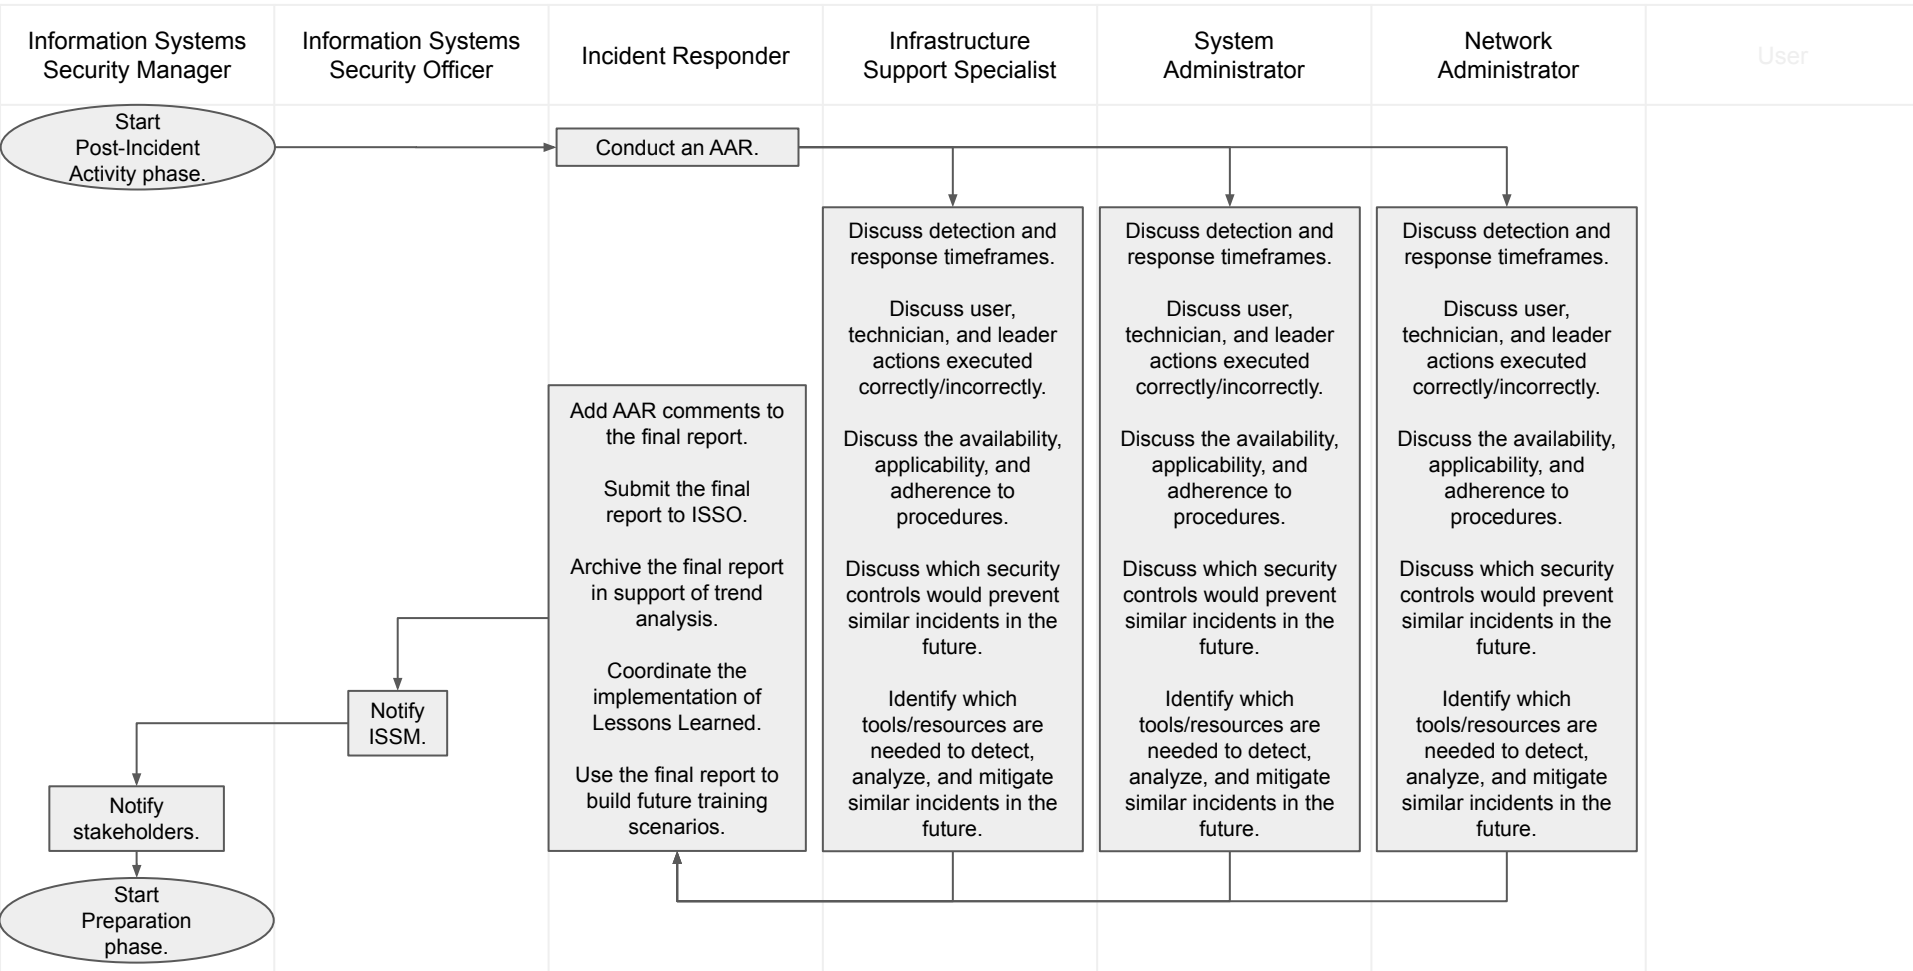 Information Systems
Security Manager
Information Systems
Security Officer
Incident Responder
Infrastructure
Support Specialist
System
Administrator
Network
Administrator
User
Start
Post-Incident
Activity phase.
Conduct an AAR.
Discuss detection and
response timeframes.
Discuss user,
technician, and leader
actions executed
correctly/incorrectly.
Discuss the availability,
applicability, and
adherence to
procedures.
Discuss which security
controls would prevent
similar incidents in the
future.
Identify which
tools/resources are
needed to detect,
analyze, and mitigate
similar incidents in the
future.
Discuss detection and
response timeframes.
Discuss user,
technician, and leader
actions executed
correctly/incorrectly.
Discuss the availability,
applicability, and
adherence to
procedures.
Discuss which security
controls would prevent
similar incidents in the
future.
Identify which
tools/resources are
needed to detect,
analyze, and mitigate
similar incidents in the
future.
Discuss detection and
response timeframes.
Discuss user,
technician, and leader
actions executed
correctly/incorrectly.
Discuss the availability,
applicability, and
adherence to
procedures.
Discuss which security
controls would prevent
similar incidents in the
future.
Identify which
tools/resources are
needed to detect,
analyze, and mitigate
similar incidents in the
future.
Add AAR comments to
the final report.
Submit the final
report to ISSO.
Archive the final report
in support of trend
analysis.
Coordinate the
implementation of
Lessons Learned.
Use the final report to
build future training
scenarios.
Notify
ISSM.
Notify
stakeholders.
Start
Preparation
phase.